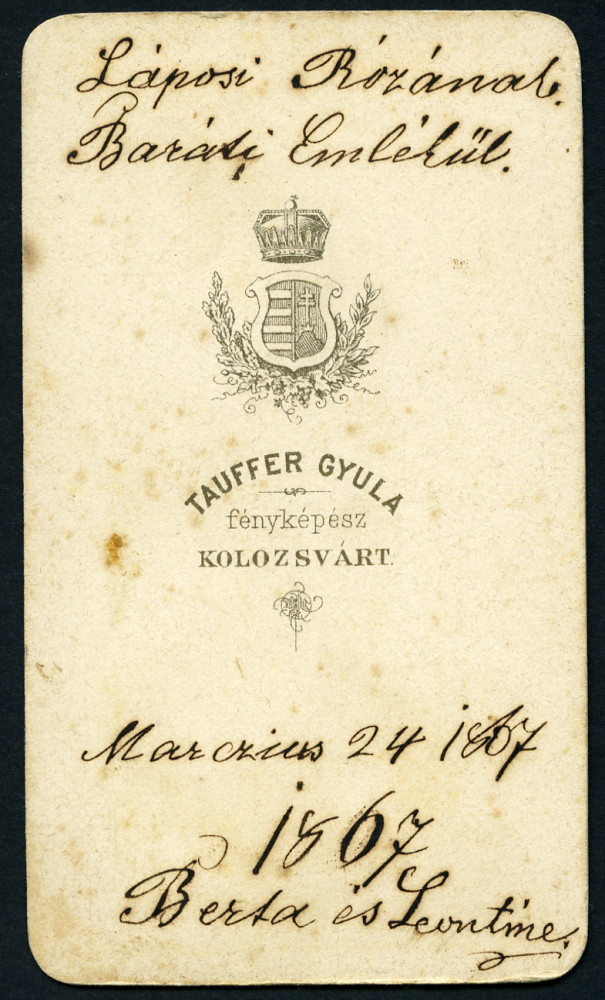 Láposi Rózának.
Baráti Emlékül.
TAUFFER GYULA
fényképész
KOLOZSVÁRT.
Marczius 24 1867
1867
Berta és Leontine.